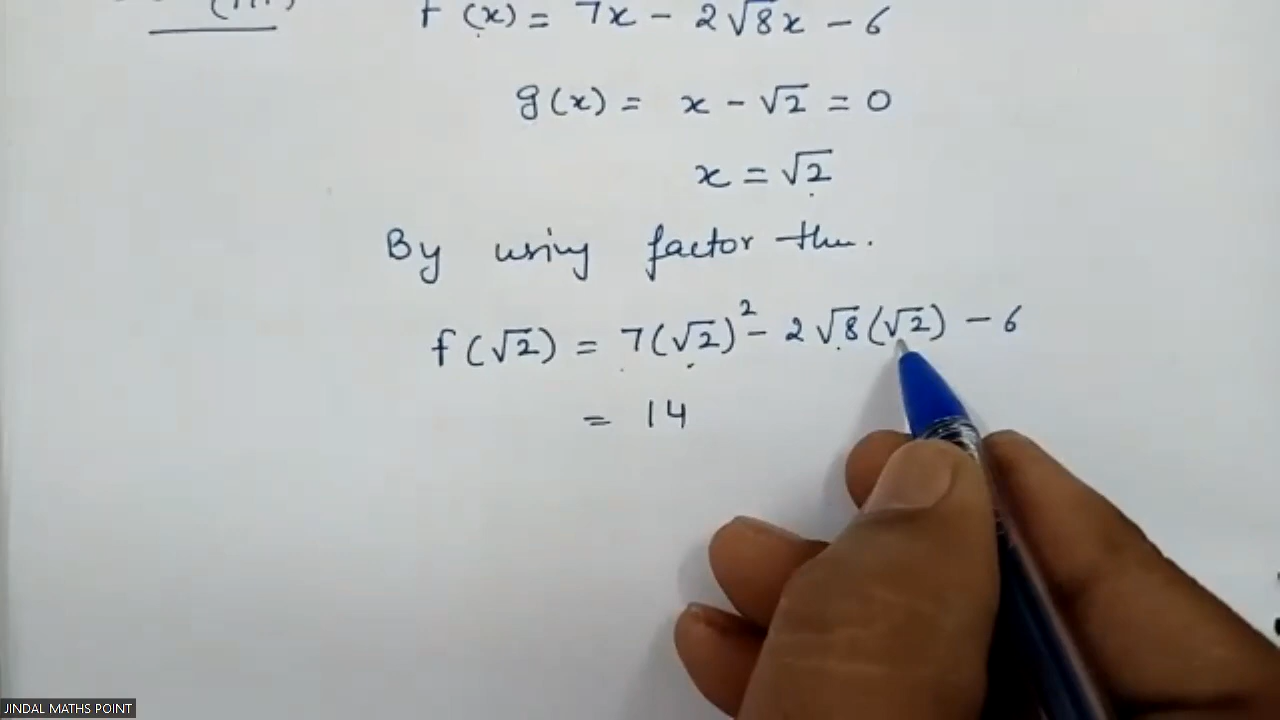 (iii)
f(x) = 7x - 2√8x - 6
g(x) = x - √2 = 0
x = √2
By using factor thm.
f(√2) = 7(√2)² - 2√8(√2) - 6
= 14
JINDAL MATHS POINT